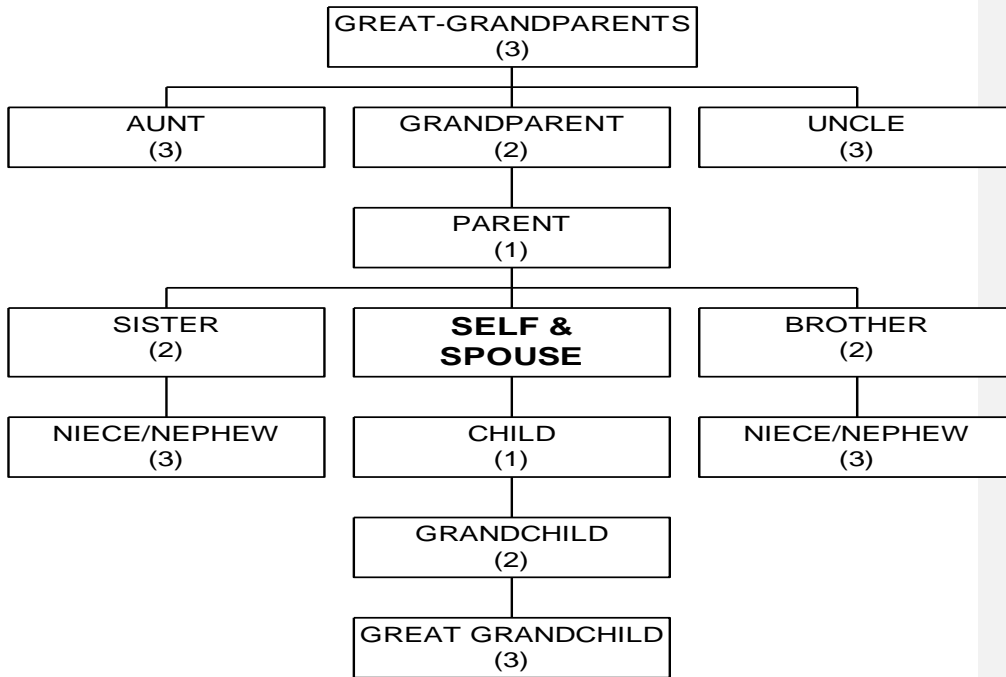 GREAT-GRANDPARENTS
(3)
AUNT
(3)
GRANDPARENT
(2)
UNCLE
(3)
PARENT
(1)
SISTER
(2)
SELF &
SPOUSE
BROTHER
(2)
NIECE/NEPHEW
(3)
CHILD
(1)
NIECE/NEPHEW
(3)
GRANDCHILD
(2)
GREAT GRANDCHILD
(3)